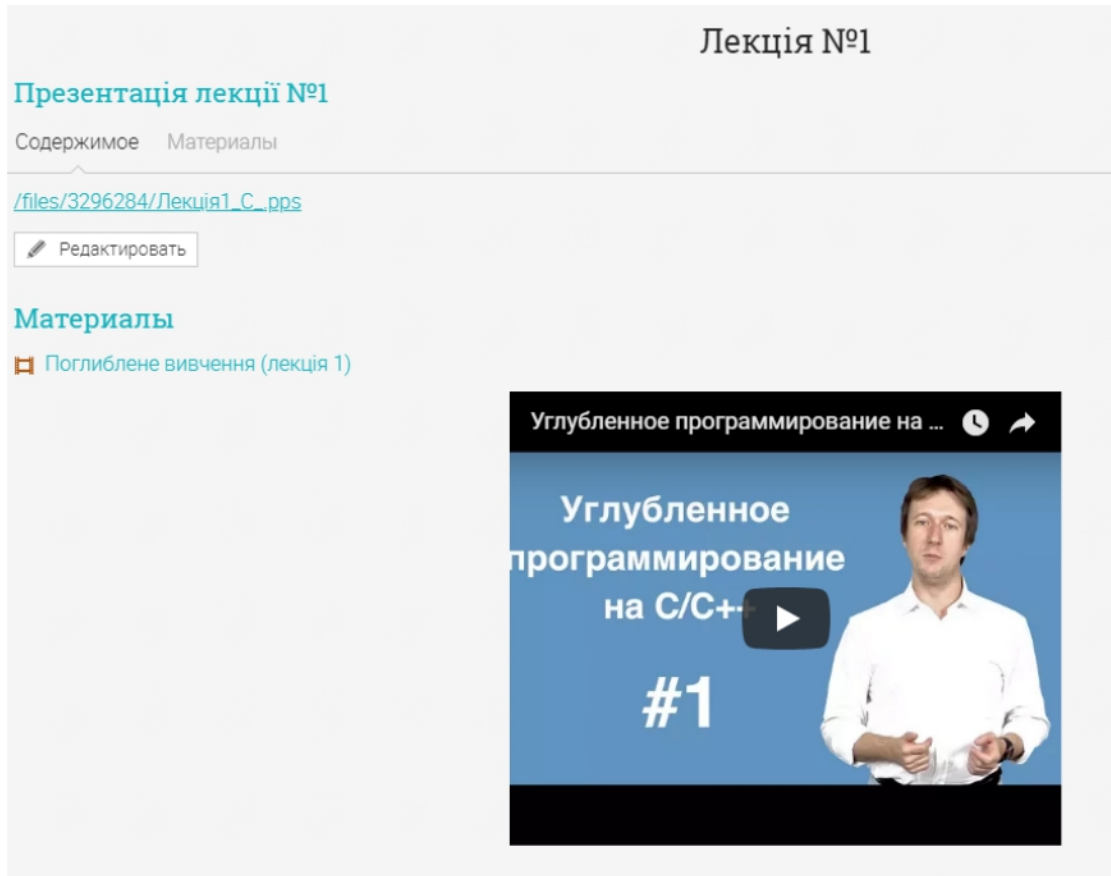 Лекція №1
Презентація лекції №1
Содержимое Материалы
/files/3296284/Лекція1_С_.pps
Редактировать
Материалы
Поглиблене вивчення (лекція 1)
Углубленное программирование на ...
Углубленное
программирование
на C/C++
#1